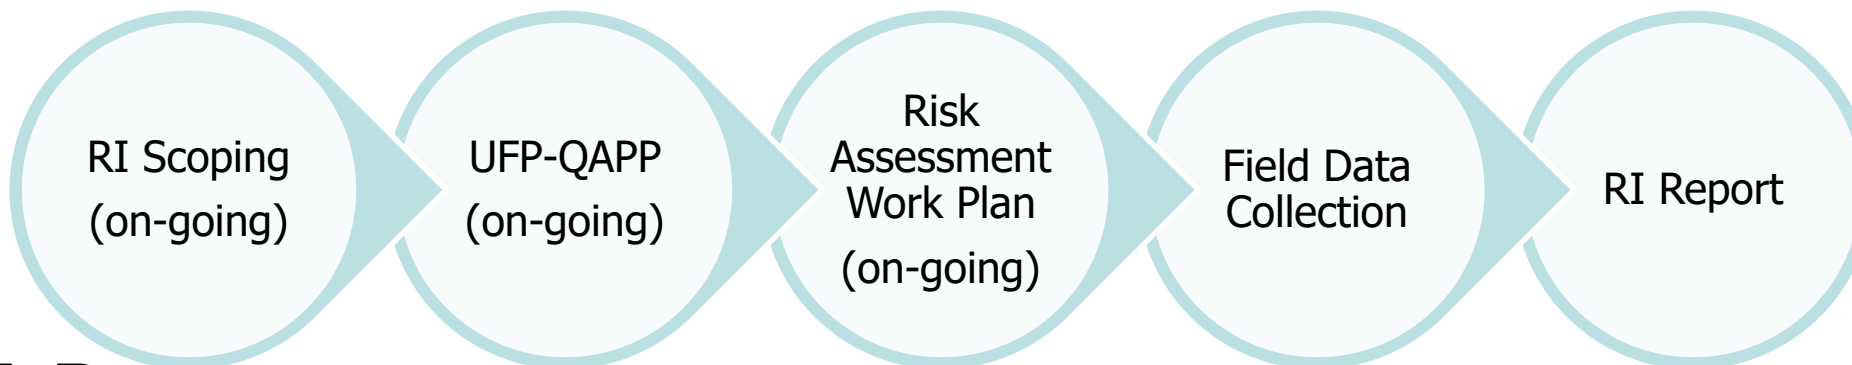 RI Scoping
(on-going)
UFP-QAPP
(on-going)
Risk
Assessment
Work Plan
(on-going)
Field Data
Collection
RI Report